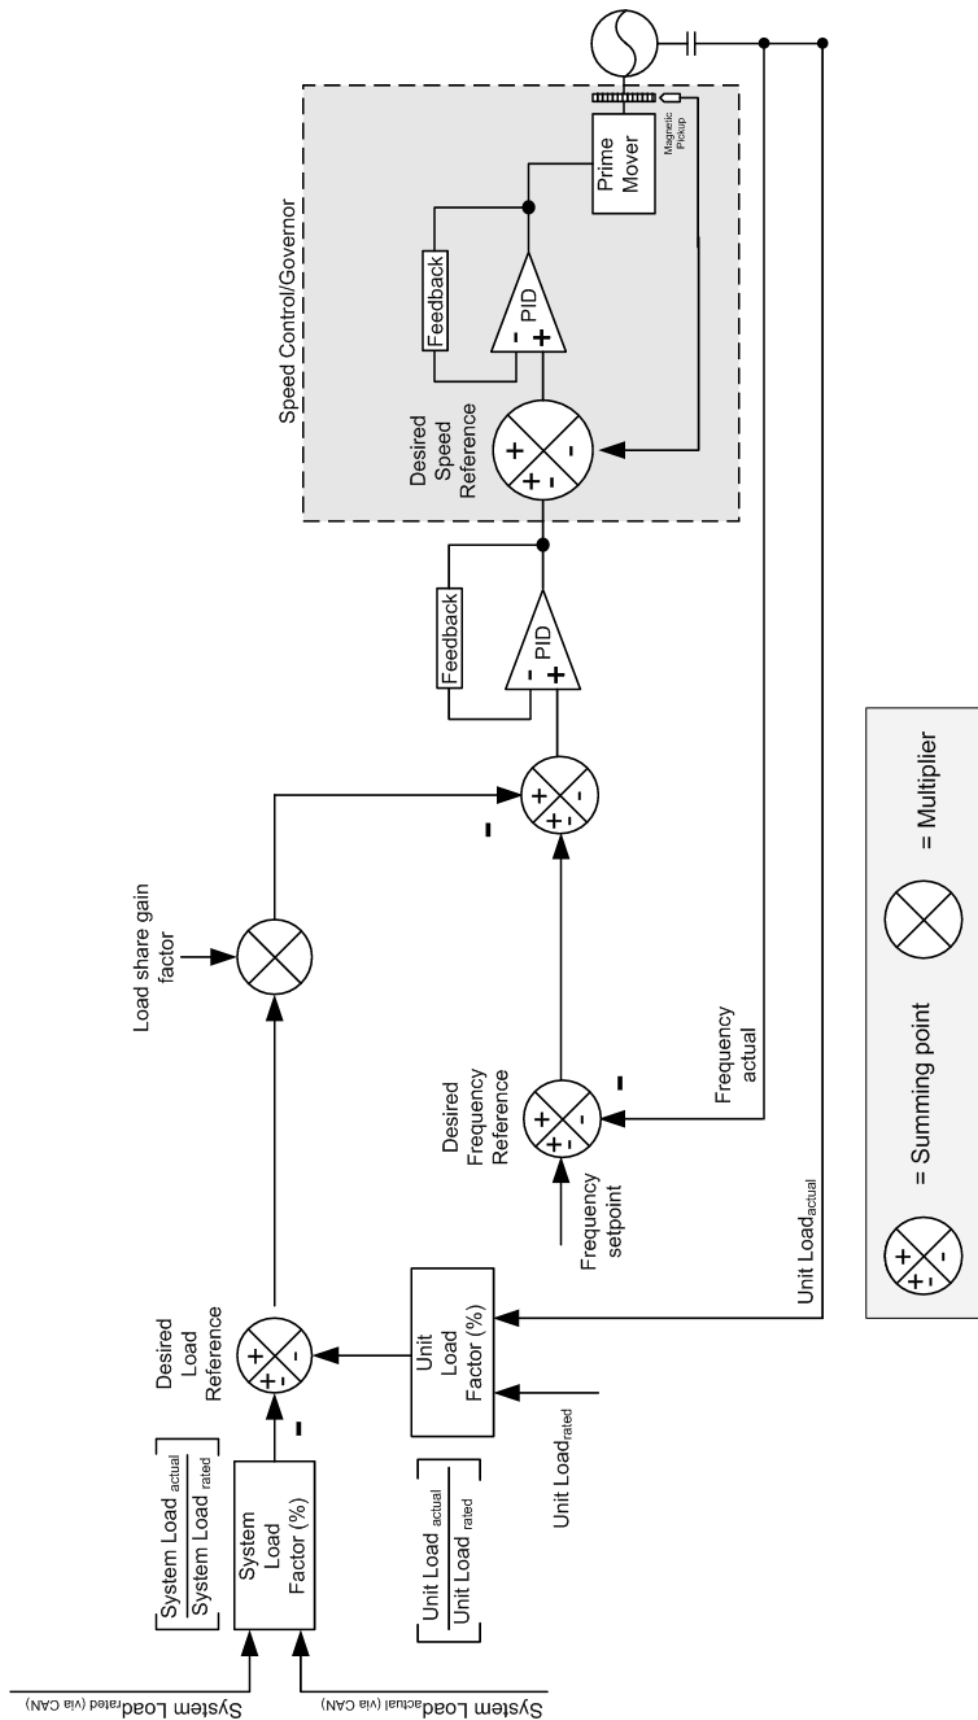 System Load rated (via CAN)
System Load actual (via CAN)
System Load actual
System Load rated
System
Load
Factor (%)
Desired
Load
Reference
-
+
+
-
-
Unit Load actual
Unit Load rated
Unit
Load
Factor (%)
Unit Load rated
Unit Load actual
Load share gain
factor
Frequency
setpoint
Desired
Frequency
Reference
+
+
-
-
-
Frequency
actual
-
+
+
-
-
Feedback
-
+
PID
Speed Control/Governor
Desired
Speed
Reference
+
+
-
-
Feedback
-
+
PID
Prime
Mover
Magnetic
Pickup
+
+
-
-
= Summing point
= Multiplier